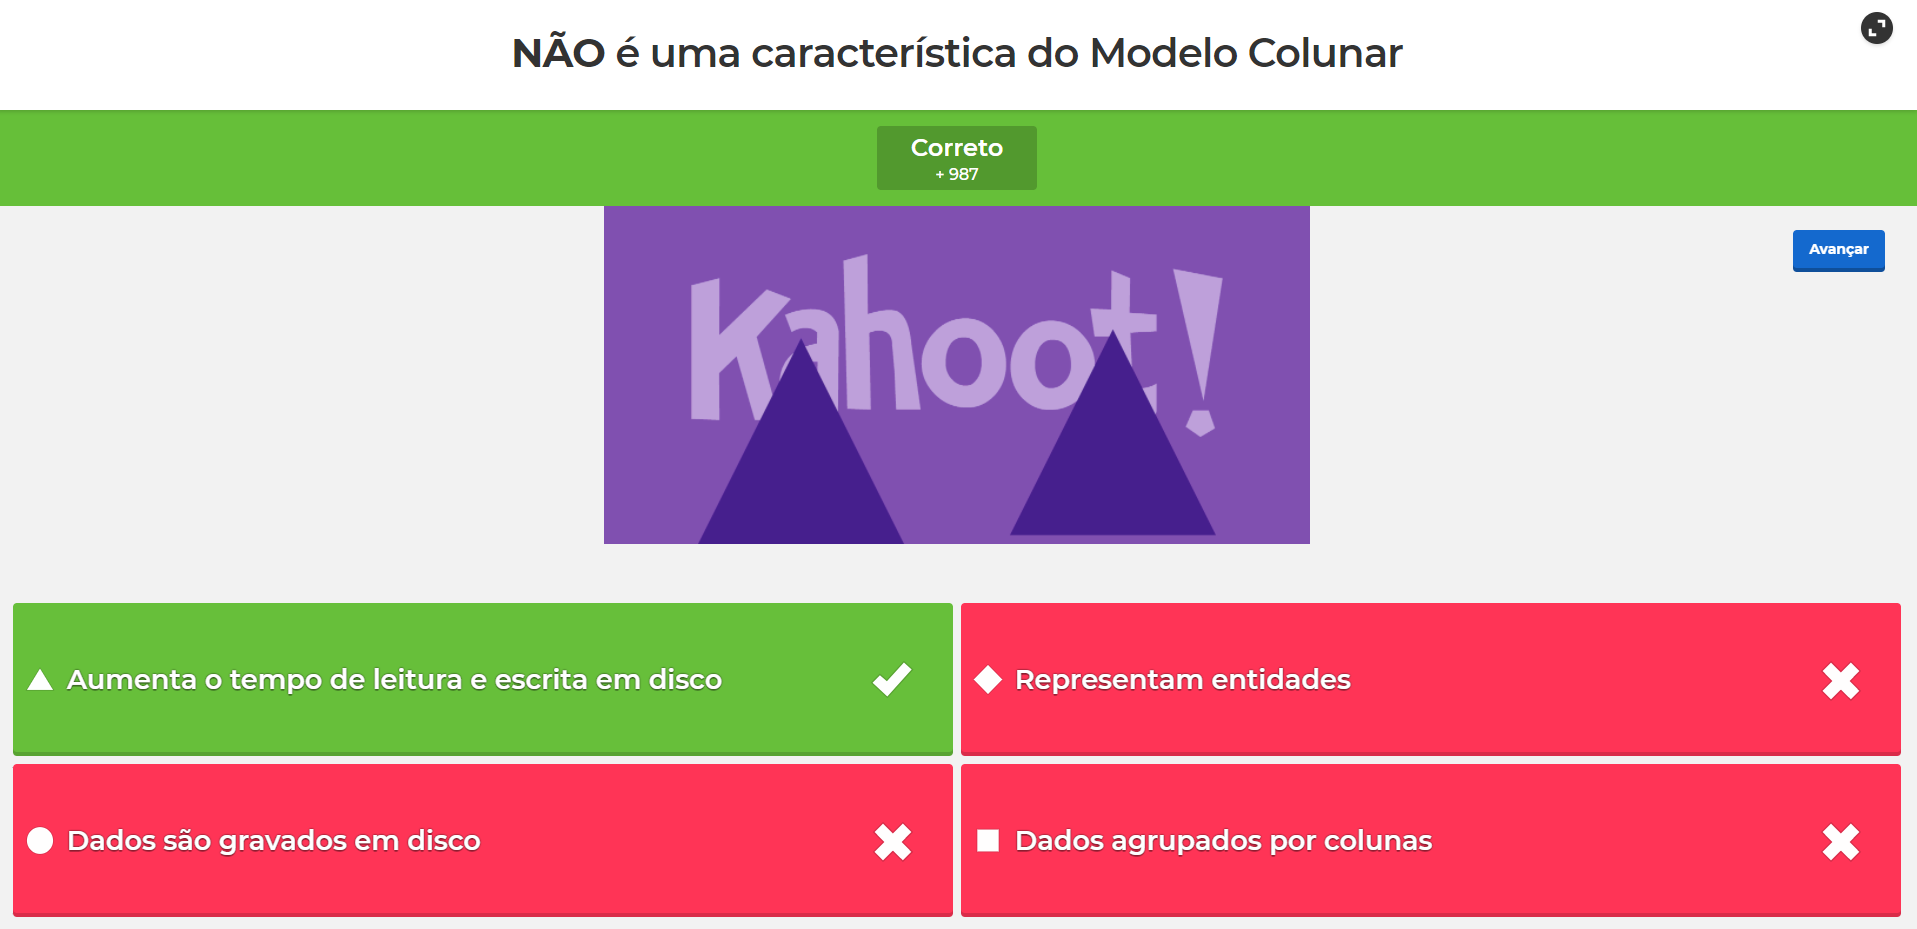 NÃO é uma característica do Modelo Colunar
Correto
+ 987
Avançar
Kahoot!
Aumenta o tempo de leitura e escrita em disco
Representam entidades
Dados são gravados em disco
Dados agrupados por colunas